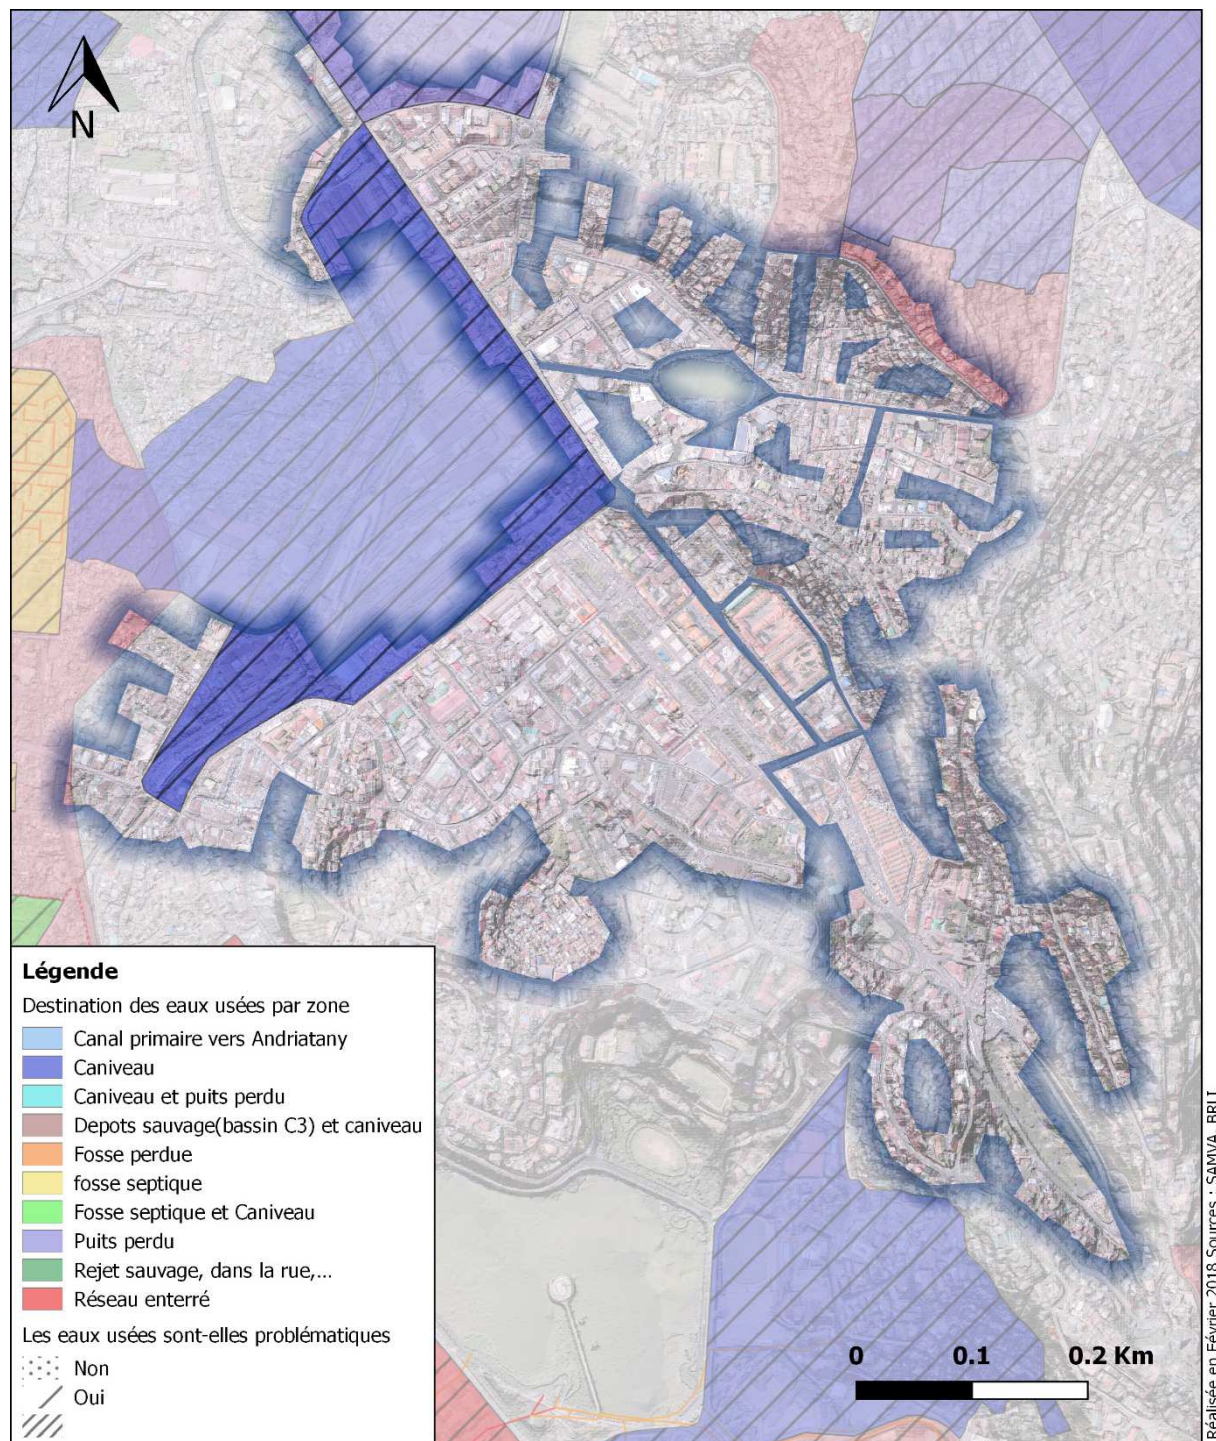 N
Légende
Destination des eaux usées par zone
Canal primaire vers Andriatany
Caniveau
Caniveau et puits perdu
Depots sauvage(bassin C3) et caniveau
Fosse perdue
fosse septique
Fosse septique et Caniveau
Puits perdu
Rejet sauvage, dans la rue,...
Réseau enterré
Les eaux usées sont-elles problématiques
Non
Oui
0 0.1 0.2 Km
Réalisée en Février 2018 Sources : SAMVA, BRLI